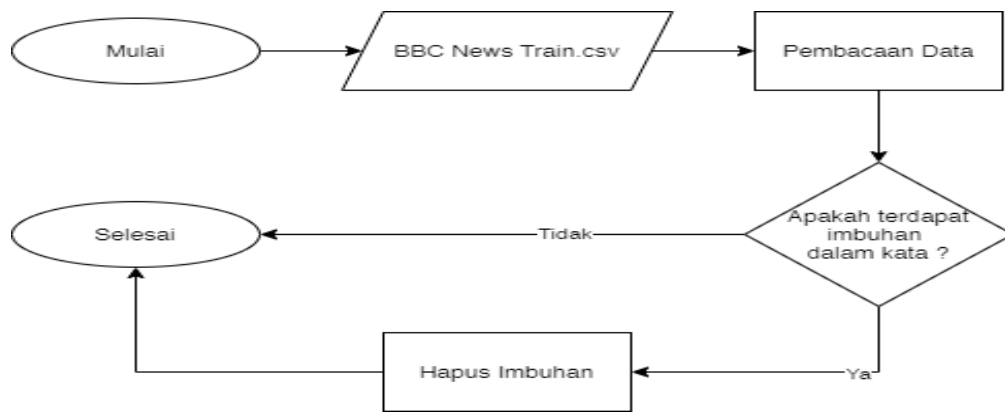 Mulai
BBC News Train.csv
Pembacaan Data
Apakah terdapat
imbuhan
dalam kata ?
Tidak
Selesai
Ya
Hapus Imbuhan